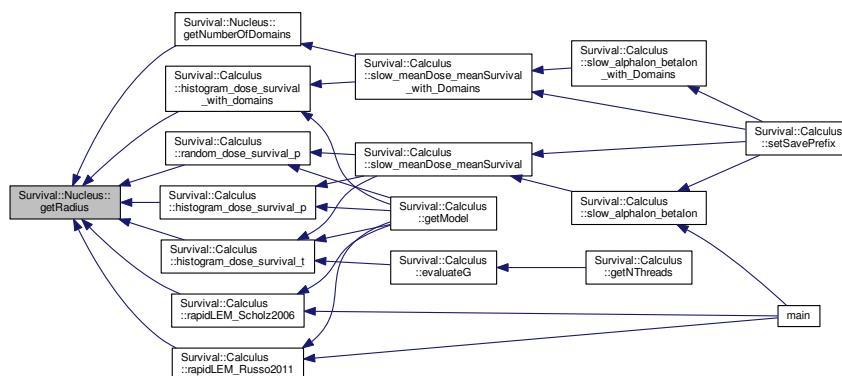 Survival::Nucleus::
getRadius
Survival::Nucleus::
getNumberOfDomains
Survival::Calculus
::histogram_dose_survival
_with_domains
Survival::Calculus
::random_dose_survival_p
Survival::Calculus
::histogram_dose_survival_p
Survival::Calculus
::histogram_dose_survival_t
Survival::Calculus
::rapidLEM_Scholz2006
Survival::Calculus
::rapidLEM_Russo2011
Survival::Calculus
::slow_meanDose_meanSurvival
_with_Domains
Survival::Calculus
::slow_meanDose_meanSurvival
Survival::Calculus
::getModel
Survival::Calculus
::evaluateG
Survival::Calculus
::slow_alphaIon_betaIon
_with_Domains
Survival::Calculus
::slow_alphaIon_betaIon
Survival::Calculus
::getNThreads
Survival::Calculus
::setSavePrefix
main